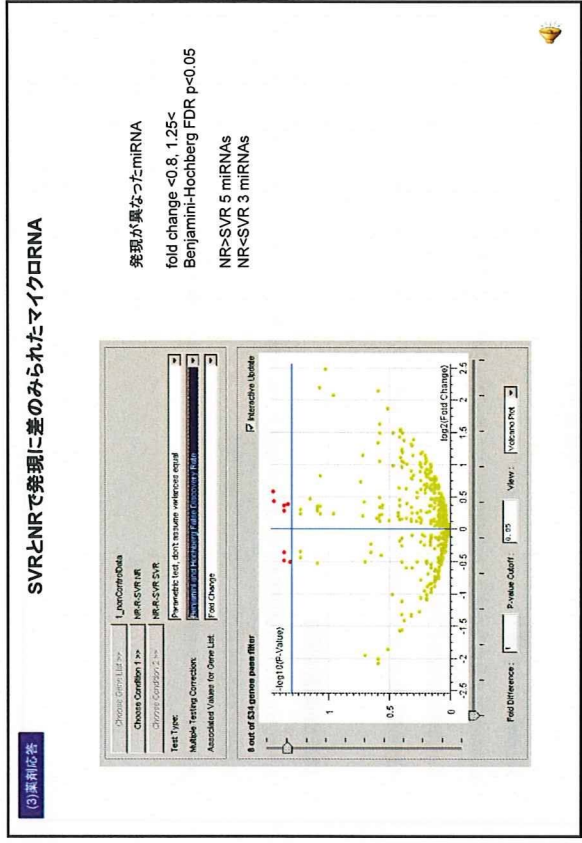 (3)薬剤応答
SVRとNRで発現に差のみられたマイクロRNA
Choose Gene List >>
1_nonControlData
Choose Condition 1 >>
NR-R-SVR NR
Choose Condition 2 >>
NR-R-SVR SVR
Test Type:
Parametric test, don't assume variances equal
Multiple Testing Correction:
Benjamini and Hochberg False Discovery Rate
Associated Values for Gene List:
Fold Change
8 out of 534 genes pass filter
Interactive Update
-log10(P-Value)
1
0.5
0
-2.5
-2
-1.5
-1
-0.5
0
0.5
1
1.5
2
2.5
log2(Fold Change)
Fold Difference :
1
P-value Cutoff :
0.05
View :
Volcano Plot
発現が異なったmiRNA
fold change <0.8, 1.25<
Benjamini-Hochberg FDR p<0.05
NR>SVR 5 miRNAs
NR<SVR 3 miRNAs